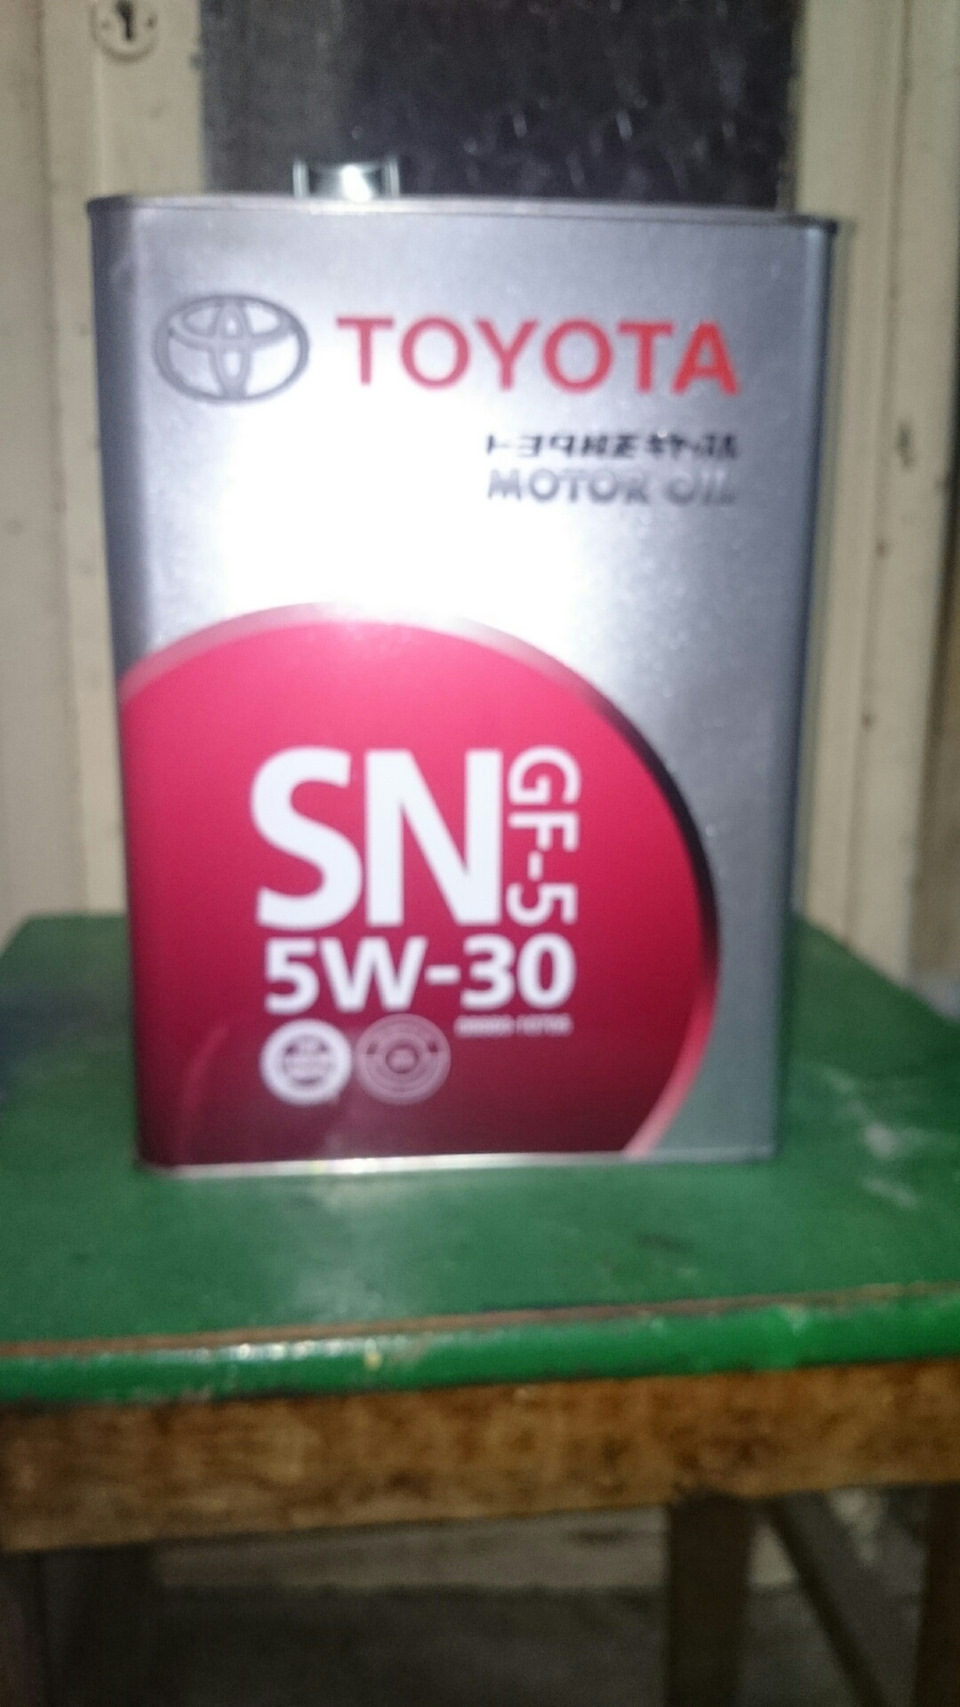 TOYOTA
MOTOR OIL
SN
GF-5
5W-30